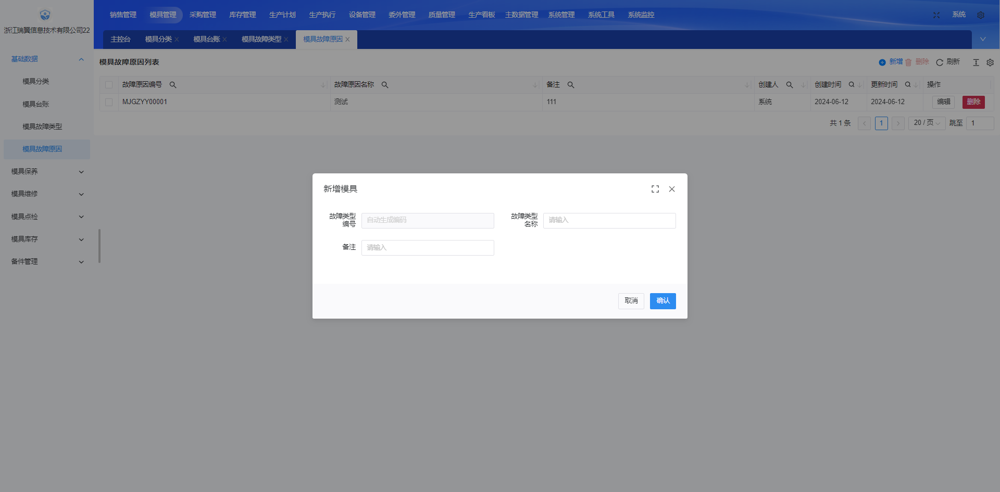 浙江瑞翼信息技术有限公司22
销售管理 模具管理 采购管理 库存管理 生产计划 生产执行 设备管理 委外管理 质量管理 生产看板 主数据管理 系统管理 系统工具 系统监控 系统
主控台 模具分类 模具台账 模具故障类型 模具故障原因
基础数据
模具分类
模具台账
模具故障类型
模具故障原因
模具保养
模具维修
模具点检
模具库存
备件管理
模具故障原因列表 新增 删除 刷新
故障原因编号 故障原因名称 备注 创建人 创建时间 更新时间 操作
MJGZYY00001 测试 111 系统 2024-06-12 2024-06-12 编辑 删除
共 1 条 1 20 / 页 跳至 1
新增模具
故障类型编号 自动生成编码 故障类型名称 请输入
备注 请输入
取消 确认